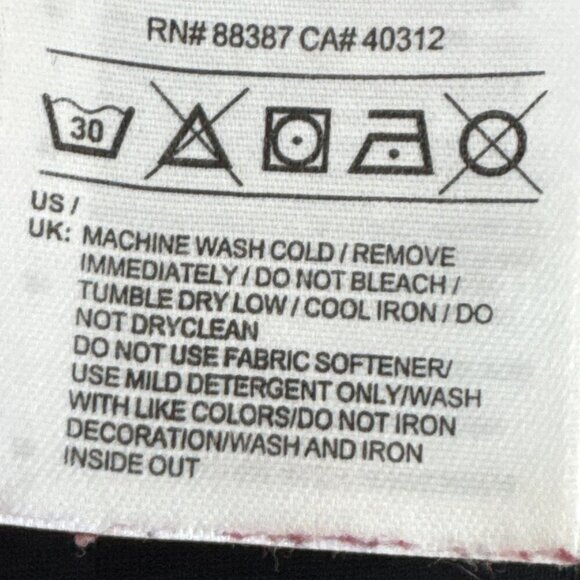 RN# 88387 CA# 40312
30
US /
UK: MACHINE WASH COLD / REMOVE
IMMEDIATELY / DO NOT BLEACH /
TUMBLE DRY LOW / COOL IRON / DO
NOT DRYCLEAN
DO NOT USE FABRIC SOFTENER/
USE MILD DETERGENT ONLY/WASH
WITH LIKE COLORS/DO NOT IRON
DECORATION/WASH AND IRON
INSIDE OUT